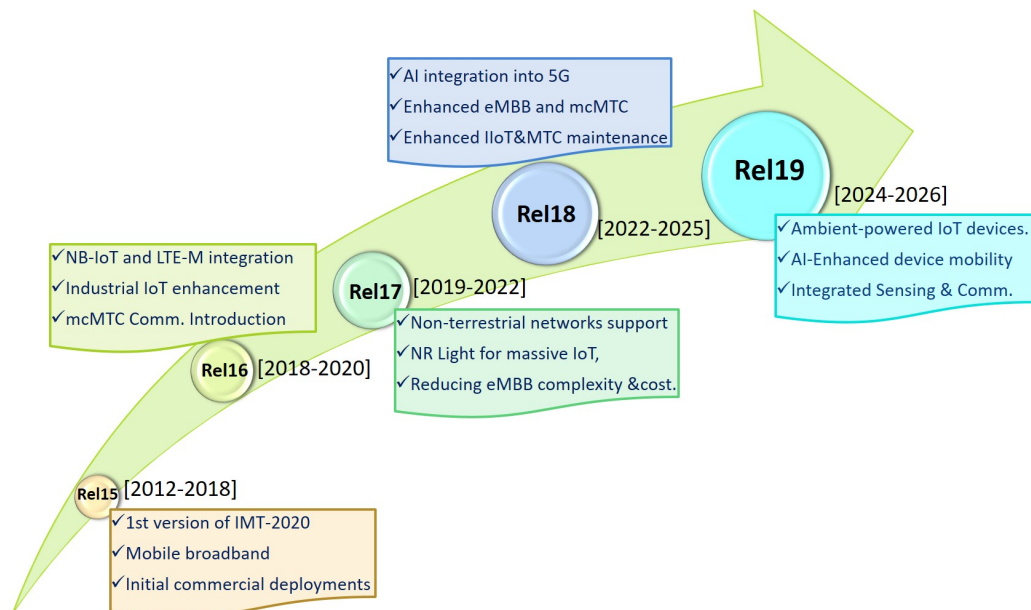 ✓AI integration into 5G
✓Enhanced eMBB and mcMTC
✓Enhanced IIoT&MTC maintenance
Rel19
[2024-2026]
✓Ambient-powered IoT devices.
✓AI-Enhanced device mobility
✓Integrated Sensing & Comm.
Rel18
[2022-2025]
✓NB-IoT and LTE-M integration
✓Industrial IoT enhancement
✓mcMTC Comm. Introduction
Rel17
[2019-2022]
✓Non-terrestrial networks support
✓NR Light for massive IoT,
✓Reducing eMBB complexity &cost.
Rel16
[2018-2020]
Rel15
[2012-2018]
✓1st version of IMT-2020
✓Mobile broadband
✓Initial commercial deployments